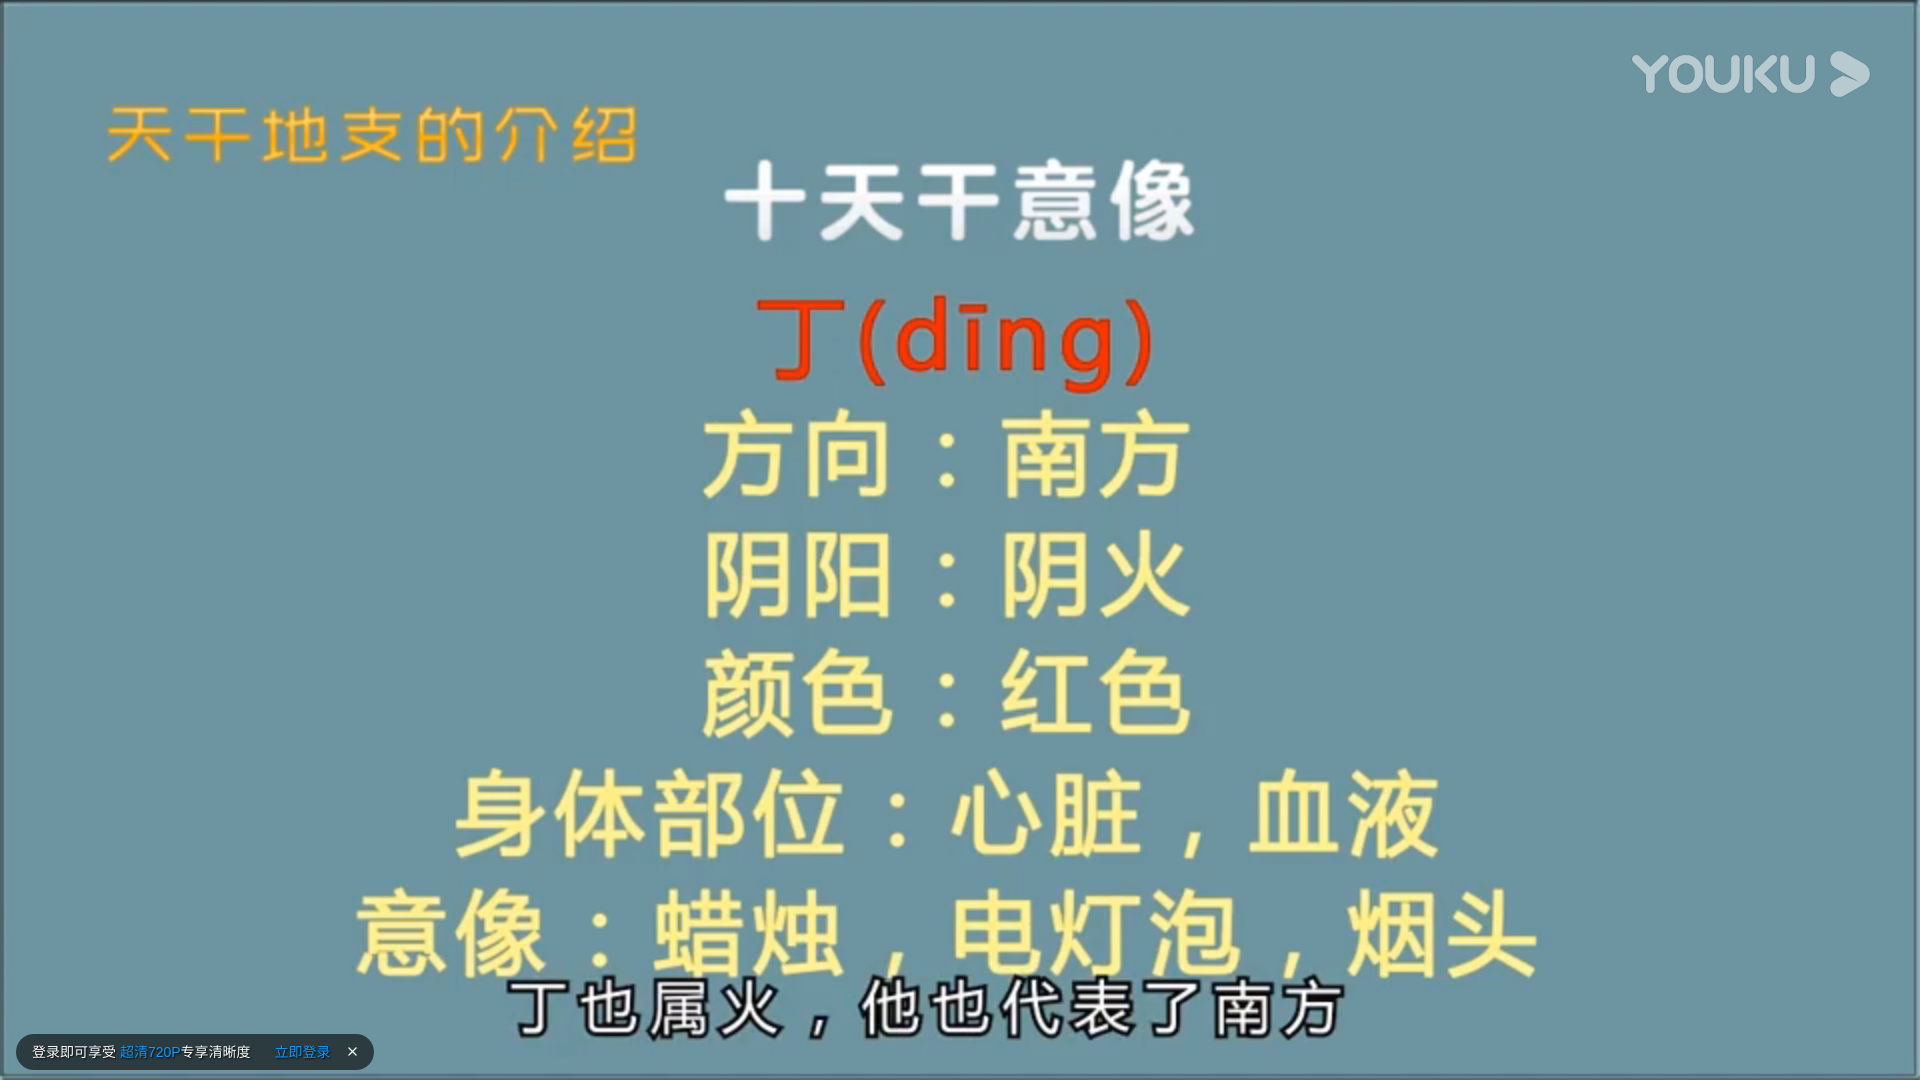 YOUKU
天干地支的介绍
十天干意像
丁(dīng)
方向：南方
阴阳：阴火
颜色：红色
身体部位：心脏，血液
意像：蜡烛，电灯泡，烟头
丁也属火，他也代表了南方
登录即可享受 超清720P专享清晰度 立即登录 ×